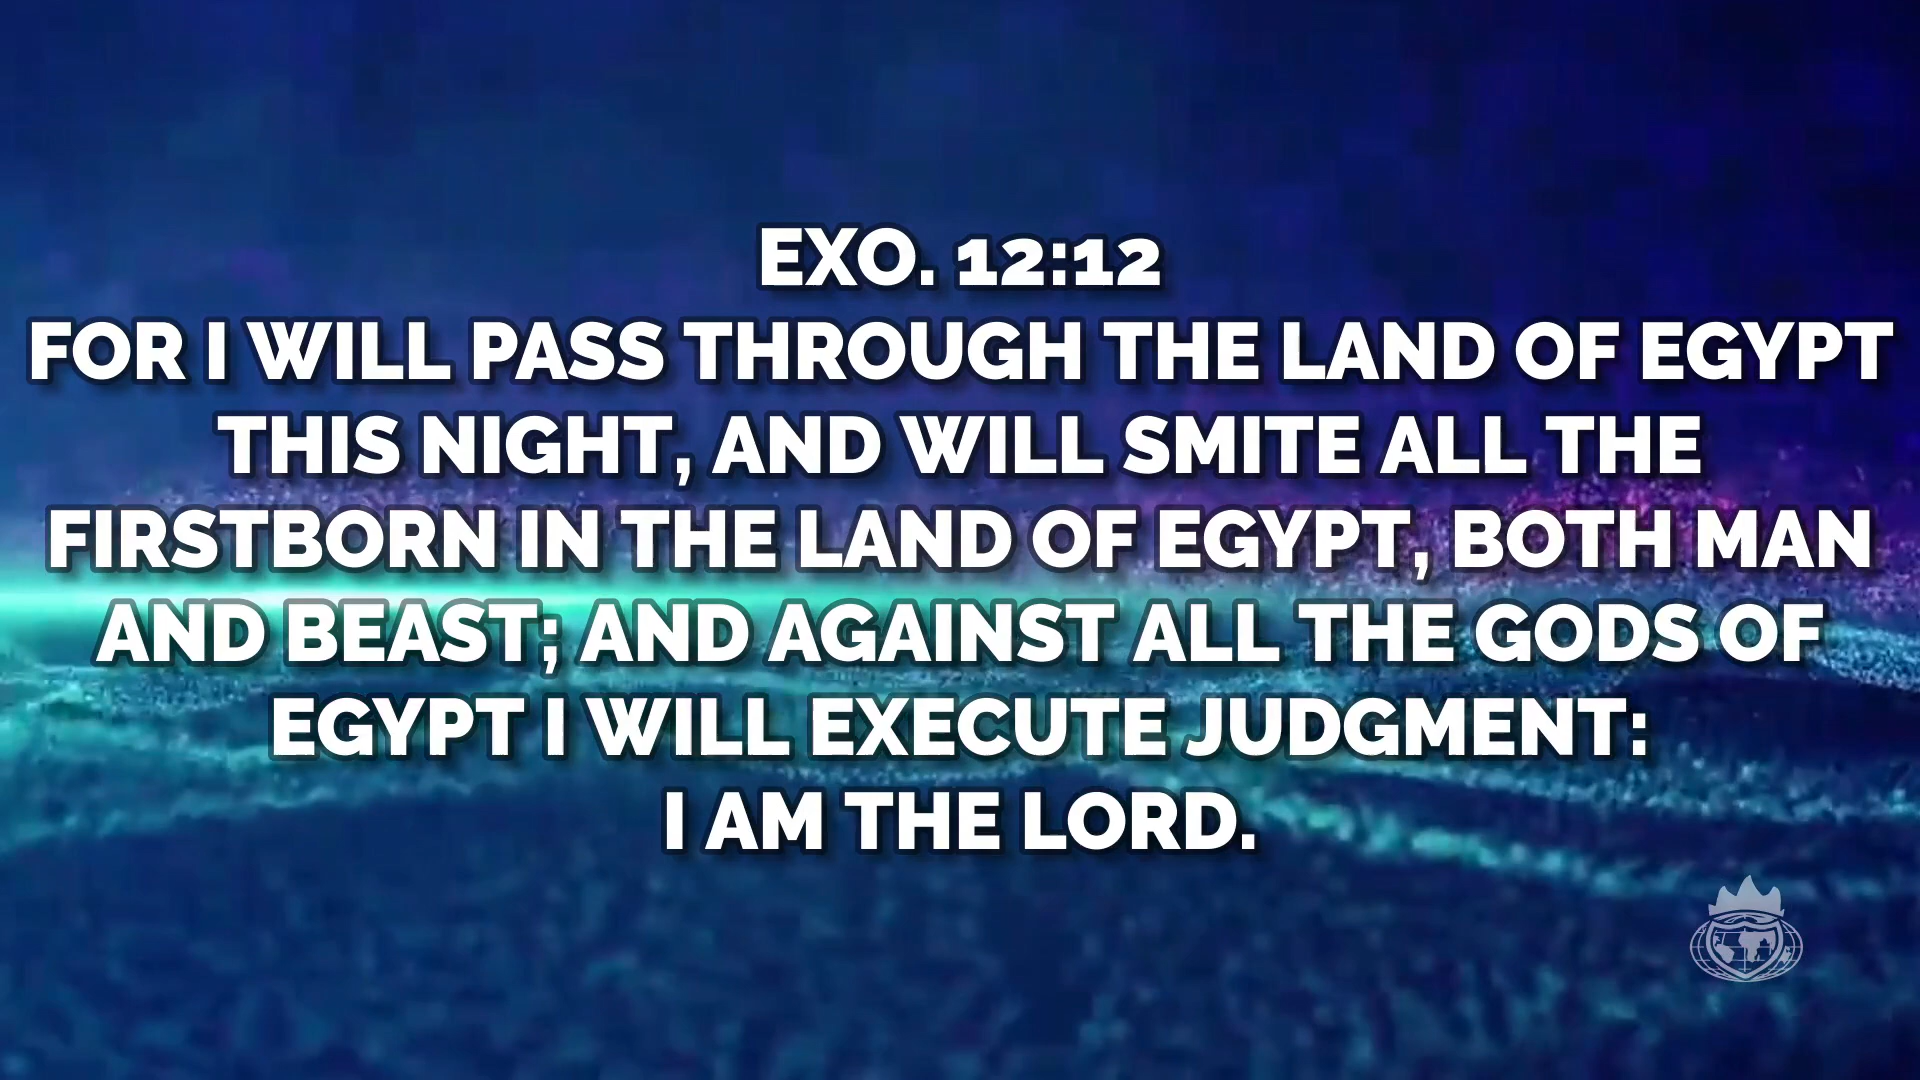 EXO. 12:12
FOR I WILL PASS THROUGH THE LAND OF EGYPT
THIS NIGHT, AND WILL SMITE ALL THE
FIRSTBORN IN THE LAND OF EGYPT, BOTH MAN
AND BEAST; AND AGAINST ALL THE GODS OF
EGYPT I WILL EXECUTE JUDGMENT:
I AM THE LORD.